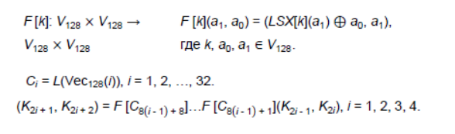 F [k]: V₁₂₈ × V₁₂₈ → F [k](a₁, a₀) = (LSX[k](a₁) ⊕ a₀, a₁),
V₁₂₈ × V₁₂₈ где k, a₀, a₁ ∈ V₁₂₈.
Cᵢ = L(Vec₁₂₈(i)), i = 1, 2, …, 32.
(K₂ᵢ ₊ ₁, K₂ᵢ ₊ ₂) = F [C₈₍ᵢ ₋ ₁₎ ₊ ₈]…F [C₈₍ᵢ ₋ ₁₎ ₊ ₁](K₂ᵢ ₋ ₁, K₂ᵢ), i = 1, 2, 3, 4.